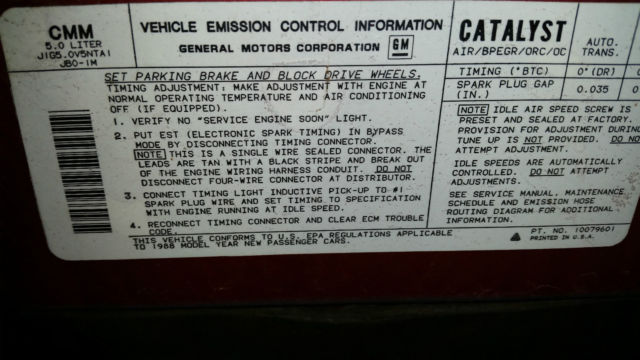 CMM
5.0 LITER
J1G5.0V5NTA1
JBO-1M
VEHICLE EMISSION CONTROL INFORMATION
GENERAL MOTORS CORPORATION GM
CATALYST
AIR/BPEGR/ORC/OC
AUTO.
TRANS.
TIMING (°BTC) 0°(DR) 0
SPARK PLUG GAP
(IN.) 0.035 0
SET PARKING BRAKE AND BLOCK DRIVE WHEELS.
TIMING ADJUSTMENT: MAKE ADJUSTMENT WITH ENGINE AT
NORMAL OPERATING TEMPERATURE AND AIR CONDITIONING
OFF (IF EQUIPPED).
1. VERIFY NO "SERVICE ENGINE SOON" LIGHT.
2. PUT EST (ELECTRONIC SPARK TIMING) IN BYPASS
MODE BY DISCONNECTING TIMING CONNECTOR.
NOTE THIS IS A SINGLE WIRE SEALED CONNECTOR. THE
LEADS ARE TAN WITH A BLACK STRIPE AND BREAK OUT
OF THE ENGINE WIRING HARNESS CONDUIT. DO NOT
DISCONNECT FOUR-WIRE CONNECTOR AT DISTRIBUTOR.
3. CONNECT TIMING LIGHT INDUCTIVE PICK-UP TO #1
SPARK PLUG WIRE AND SET TIMING TO SPECIFICATION
WITH ENGINE RUNNING AT IDLE SPEED.
4. RECONNECT TIMING CONNECTOR AND CLEAR ECM TROUBLE
CODE.
THIS VEHICLE CONFORMS TO U.S. EPA REGULATIONS APPLICABLE
TO 1988 MODEL YEAR NEW PASSENGER CARS.
NOTE IDLE AIR SPEED SCREW IS
PRESET AND SEALED AT FACTORY.
PROVISION FOR ADJUSTMENT DURING
TUNE UP IS NOT PROVIDED. DO NO
ATTEMPT ADJUSTMENT.
IDLE SPEEDS ARE AUTOMATICALLY
CONTROLLED. DO NOT ATTEMPT
ADJUSTMENTS.
SEE SERVICE MANUAL, MAINTENANCE
SCHEDULE AND EMISSION HOSE
ROUTING DIAGRAM FOR ADDITIONAL
INFORMATION.
PT. NO. 10079601
PRINTED IN U.S.A.